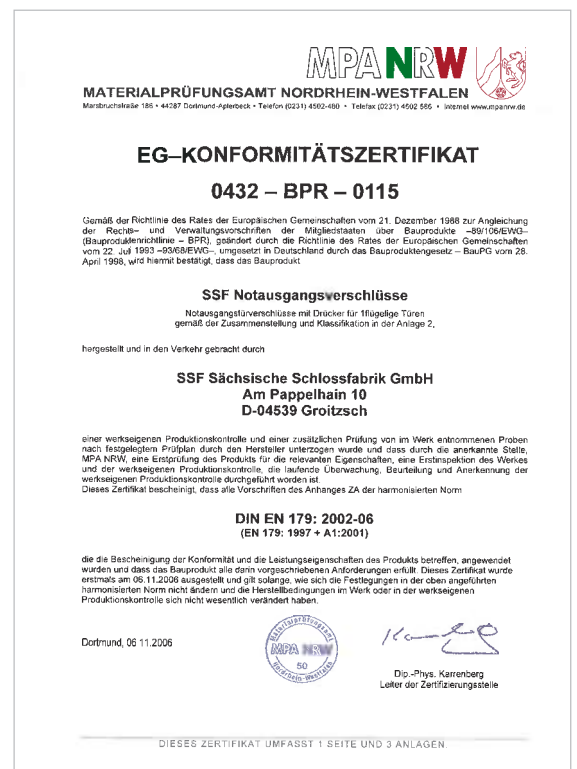 MPA NRW
MATERIALPRÜFUNGSAMT NORDRHEIN-WESTFALEN
Marsbruchstraße 186 • 44287 Dortmund-Aplerbeck • Telefon (0231) 4502-480 • Telefax (0231) 4502 586 • Internet www.mpanrw.de
EG–KONFORMITÄTSZERTIFIKAT
0432 – BPR – 0115
Gemäß der Richtlinie des Rates der Europäischen Gemeinschaften vom 21. Dezember 1988 zur Angleichung
der Rechts– und Verwaltungsvorschriften der Mitgliedstaaten über Bauprodukte –89/106/EWG–
(Bauproduktenrichtlinie – BPR), geändert durch die Richtlinie des Rates der Europäischen Gemeinschaften
vom 22. Juli 1993 –93/68/EWG–, umgesetzt in Deutschland durch das Bauproduktengesetz – BauPG vom 28.
April 1998, wird hiermit bestätigt, dass das Bauprodukt
SSF Notausgangsverschlüsse
Notausgangstürverschlüsse mit Drücker für 1flügelige Türen
gemäß der Zusammenstellung und Klassifikation in der Anlage 2,
hergestellt und in den Verkehr gebracht durch
SSF Sächsische Schlossfabrik GmbH
Am Pappelhain 10
D-04539 Groitzsch
einer werkseigenen Produktionskontrolle und einer zusätzlichen Prüfung von im Werk entnommenen Proben
nach festgelegtem Prüfplan durch den Hersteller unterzogen wurde und dass durch die anerkannte Stelle,
MPA NRW, eine Erstprüfung des Produkts für die relevanten Eigenschaften, eine Erstinspektion des Werkes
und der werkseigenen Produktionskontrolle, die laufende Überwachung, Beurteilung und Anerkennung der
werkseigenen Produktionskontrolle durchgeführt worden ist.
Dieses Zertifikat bescheinigt, dass alle Vorschriften des Anhanges ZA der harmonisierten Norm
DIN EN 179: 2002-06
(EN 179: 1997 + A1:2001)
die die Bescheinigung der Konformität und die Leistungseigenschaften des Produkts betreffen, angewendet
wurden und dass das Bauprodukt alle darin vorgeschriebenen Anforderungen erfüllt. Dieses Zertifikat wurde
erstmals am 06.11.2006 ausgestellt und gilt solange, wie sich die Festlegungen in der oben angeführten
harmonisierten Norm nicht ändern und die Herstellbedingungen im Werk oder in der werkseigenen
Produktionskontrolle sich nicht wesentlich verändert haben.
Dortmund, 06 11.2006
Materialprüfungsamt
MPA NRW
50
Nordrhein-Westfalen
Dip.-Phys. Karrenberg
Leiter der Zertifizierungsstelle
DIESES ZERTIFIKAT UMFASST 1 SEITE UND 3 ANLAGEN.